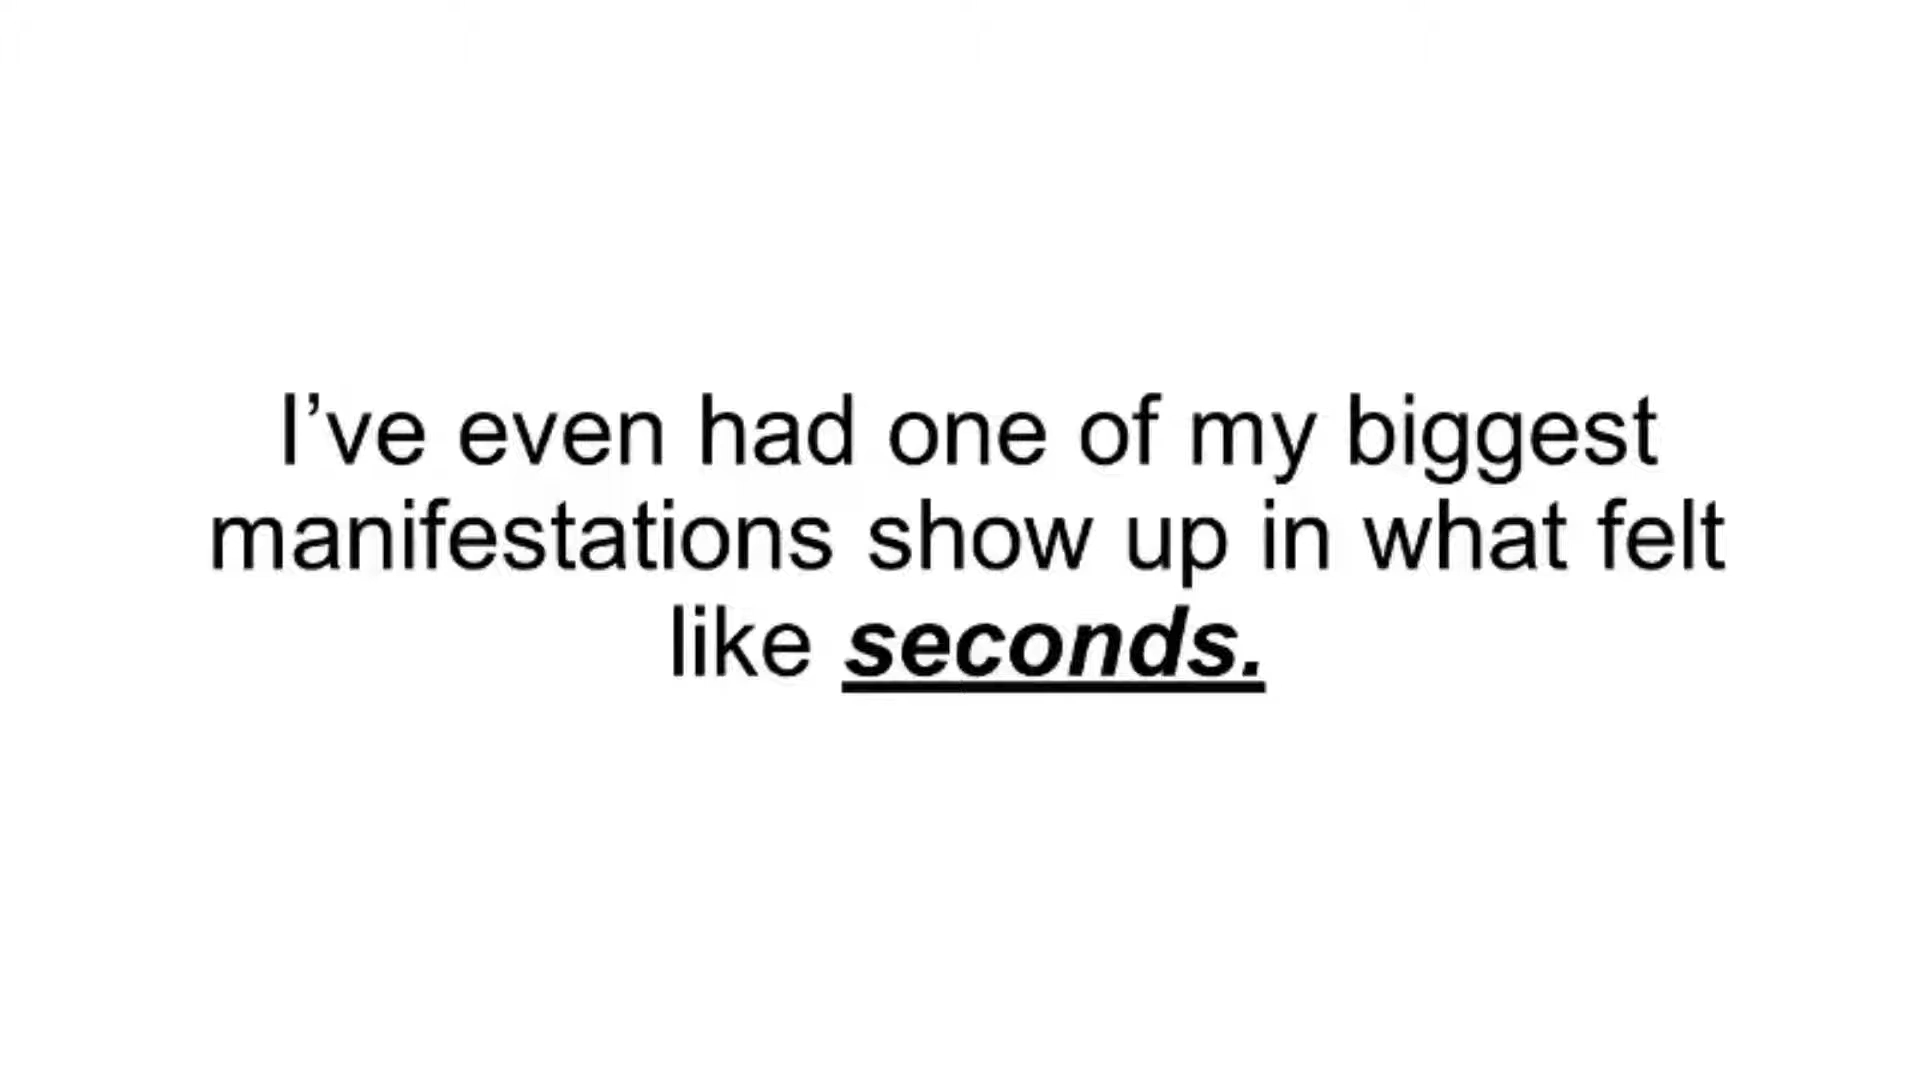 I’ve even had one of my biggest
manifestations show up in what felt
like seconds.